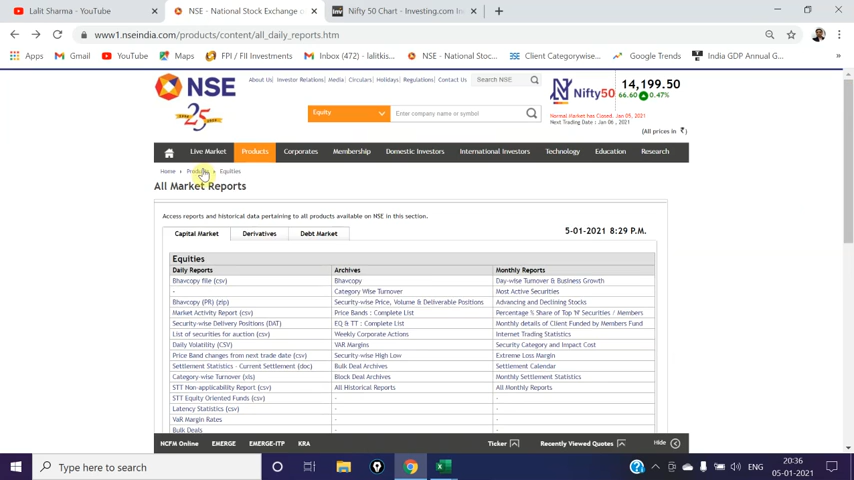 Lalit Sharma - YouTube
NSE - National Stock Exchange o
Nifty 50 Chart - Investing.com In
www1.nseindia.com/products/content/all_daily_reports.htm
Apps Gmail YouTube Maps FPI / FII Investments Inbox (472) - lalitkis... NSE - National Stoc... Client Categorywise... Google Trends India GDP Annual G...
NSE
25
About Us | Investor Relations | Media | Circulars | Holidays | Regulations | Contact Us
Search NSE
Nifty50
14,199.50
66.60 0.47%
Equity
Enter company name or symbol
Normal Market has Closed. Jan 05, 2021
Next Trading Date : Jan 06, 2021
(All prices in ₹)
Live Market Products Corporates Membership Domestic Investors International Investors Technology Education Research
Home Equities
All Market Reports
Access reports and historical data pertaining to all products available on NSE in this section.
5-01-2021 8:29 P.M.
Capital Market Derivatives Debt Market
Equities
Daily Reports Archives Monthly Reports
Bhavcopy file (csv) Bhavcopy Day-wise Turnover & Business Growth
- Category Wise Turnover Most Active Securities
Bhavcopy (PR) (zip) Security-wise Price, Volume & Deliverable Positions Advancing and Declining Stocks
Market Activity Report (csv) Price Bands : Complete List Percentage % Share of Top 'N' Securities / Members
Security-wise Delivery Positions (DAT) EQ & TT : Complete List Monthly details of Client Funded by Members Fund
List of securities for auction (csv) Weekly Corporate Actions Internet Trading Statistics
Daily Volatility (CSV) VAR Margins Security Category and Impact Cost
Price Band changes from next trade date (csv) Security-wise High Low Extreme Loss Margin
Settlement Statistics - Current Settlement (doc) Bulk Deal Archives Settlement Calendar
Category-wise Turnover (xls) Block Deal Archives Monthly Settlement Statistics
STT Non-applicability Report (csv) All Historical Reports All Monthly Reports
STT Equity Oriented Funds (csv) - -
Latency Statistics (csv) - -
VaR Margin Rates - -
Bulk Deals - -
NCFM Online EMERGE EMERGE-ITP KRA Ticker Recently Viewed Quotes Hide
Type here to search
ENG
20:36
05-01-2021